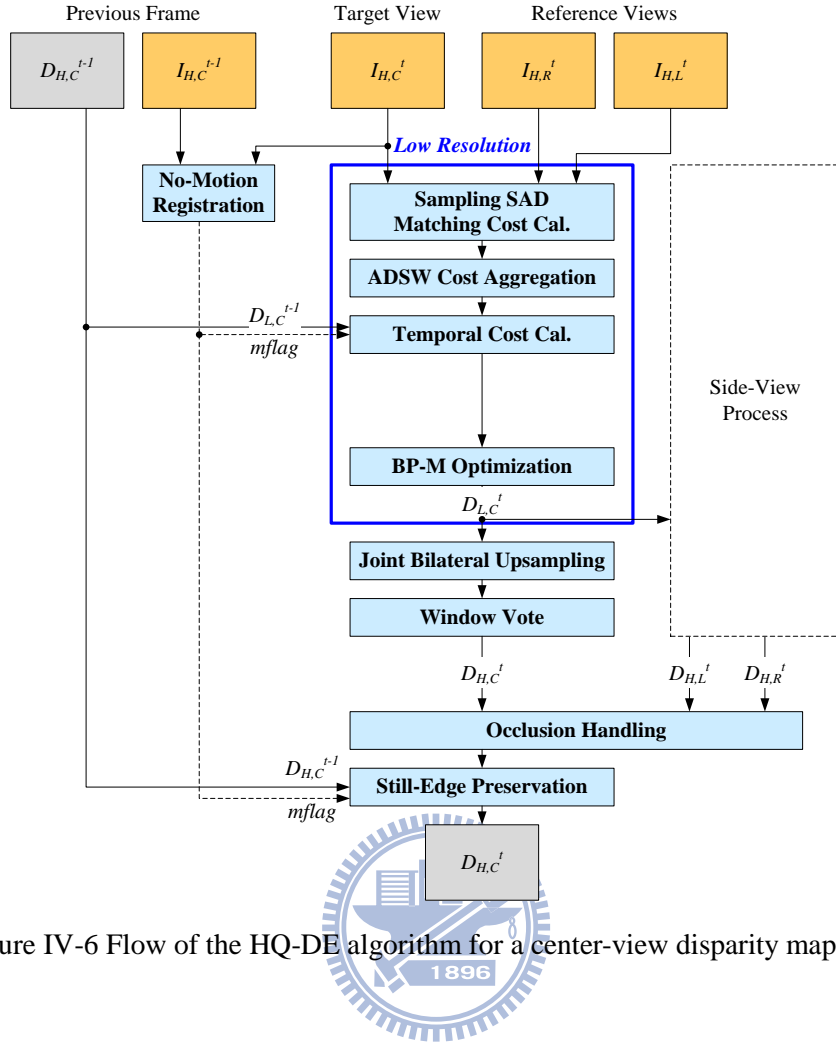 Previous Frame Target View Reference Views
D_{H,C}^{t-1} I_{H,C}^{t-1} I_{H,C}^{t} I_{H,R}^{t} I_{H,L}^{t}
Low Resolution
No-Motion
Registration
Sampling SAD
Matching Cost Cal.
ADSW Cost Aggregation
D_{L,C}^{t-1}
mflag
Temporal Cost Cal.
Side-View
Process
BP-M Optimization
D_{L,C}^{t}
Joint Bilateral Upsampling
Window Vote
D_{H,C}^{t} D_{H,L}^{t} D_{H,R}^{t}
Occlusion Handling
D_{H,C}^{t-1}
mflag
Still-Edge Preservation
D_{H,C}^{t}
ure IV-6 Flow of the HQ-DE algorithm for a center-view disparity map
1896